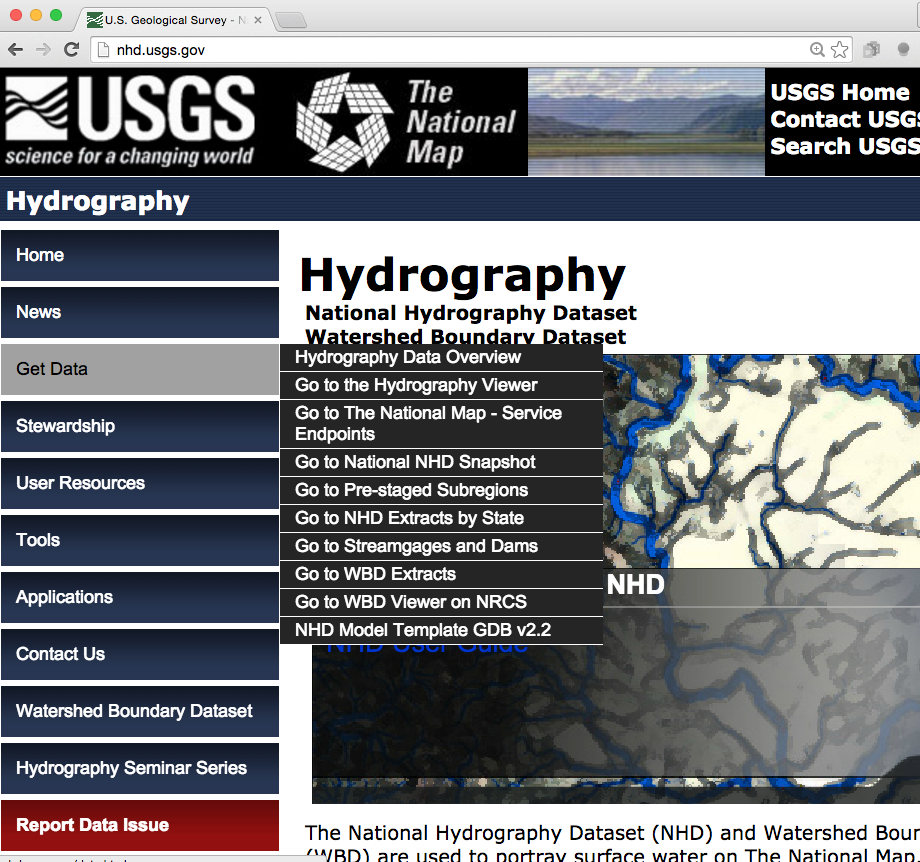 U.S. Geological Survey - N
nhd.usgs.gov
USGS
science for a changing world
The
National
Map
USGS Home
Contact USGS
Search USGS
Hydrography
Home
News
Get Data
Stewardship
User Resources
Tools
Applications
Contact Us
Watershed Boundary Dataset
Hydrography Seminar Series
Report Data Issue
Hydrography
National Hydrography Dataset
Watershed Boundary Dataset
Hydrography Data Overview
Go to the Hydrography Viewer
Go to The National Map - Service
Endpoints
Go to National NHD Snapshot
Go to Pre-staged Subregions
Go to NHD Extracts by State
Go to Streamgages and Dams
Go to WBD Extracts
Go to WBD Viewer on NRCS
NHD Model Template GDB v2.2
NHD
NHD User Guide
The National Hydrography Dataset (NHD) and Watershed Boun
(WBD) are used to portray surface water on The National Map.